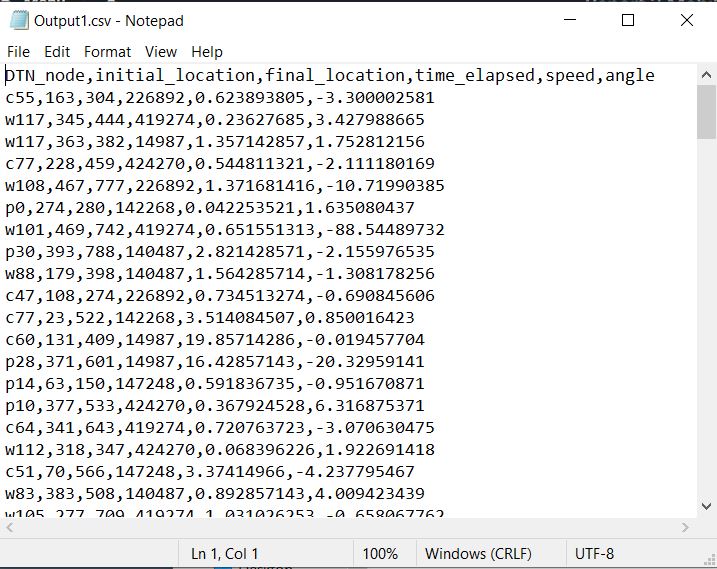 Output1.csv - Notepad
File Edit Format View Help
DTN_node,initial_location,final_location,time_elapsed,speed,angle
c55,163,304,226892,0.623893805,-3.300002581
w117,345,444,419274,0.23627685,3.427988665
w117,363,382,14987,1.357142857,1.752812156
c77,228,459,424270,0.544811321,-2.111180169
w108,467,777,226892,1.371681416,-10.71990385
p0,274,280,142268,0.042253521,1.635080437
w101,469,742,419274,0.651551313,-88.54489732
p30,393,788,140487,2.821428571,-2.155976535
w88,179,398,140487,1.564285714,-1.308178256
c47,108,274,226892,0.734513274,-0.690845606
c77,23,522,142268,3.514084507,0.850016423
c60,131,409,14987,19.85714286,-0.019457704
p28,371,601,14987,16.42857143,-20.32959141
p14,63,150,147248,0.591836735,-0.951670871
p10,377,533,424270,0.367924528,6.316875371
c64,341,643,419274,0.720763723,-3.070630475
w112,318,347,424270,0.068396226,1.922691418
c51,70,566,147248,3.37414966,-4.237795467
w83,383,508,140487,0.892857143,4.009423439
w105,277,709,419274,1.031026253,-0.658067762
Ln 1, Col 1 100% Windows (CRLF) UTF-8